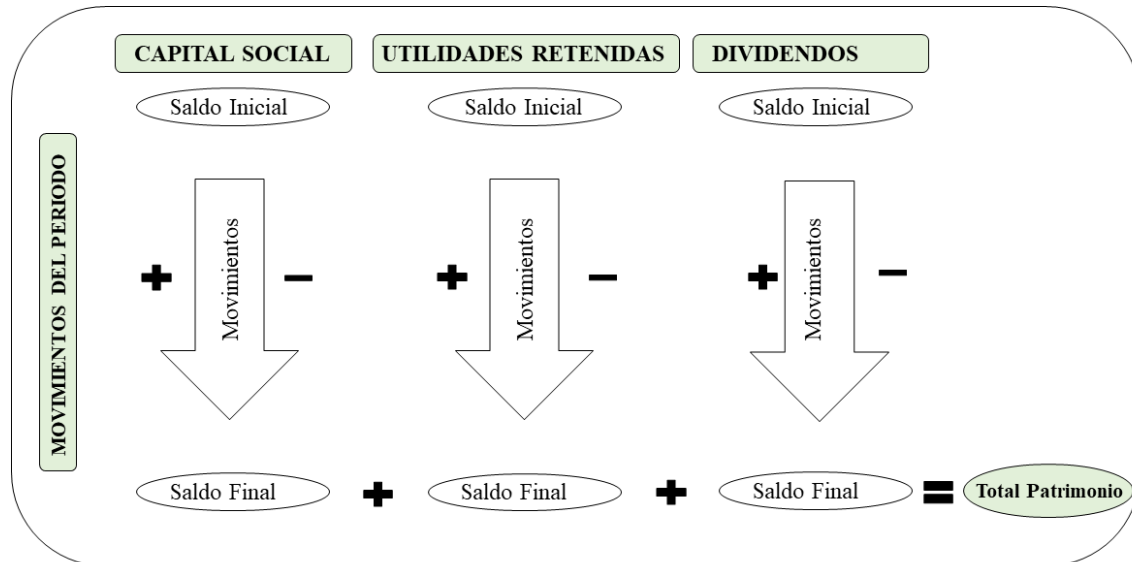 CAPITAL SOCIAL
UTILIDADES RETENIDAS
DIVIDENDOS
Saldo Inicial
Saldo Inicial
Saldo Inicial
MOVIMIENTOS DEL PERIODO
+
Movimientos
−
+
Movimientos
−
+
Movimientos
−
Saldo Final
+
Saldo Final
+
Saldo Final
=
Total Patrimonio